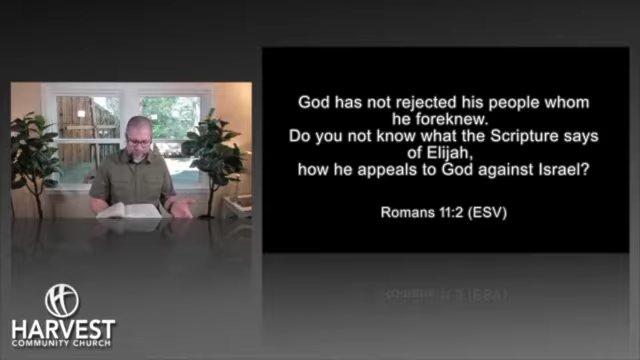 God has not rejected his people whom
he foreknew.
Do you not know what the Scripture says
of Elijah,
how he appeals to God against Israel?
Romans 11:2 (ESV)
HARVEST
COMMUNITY CHURCH